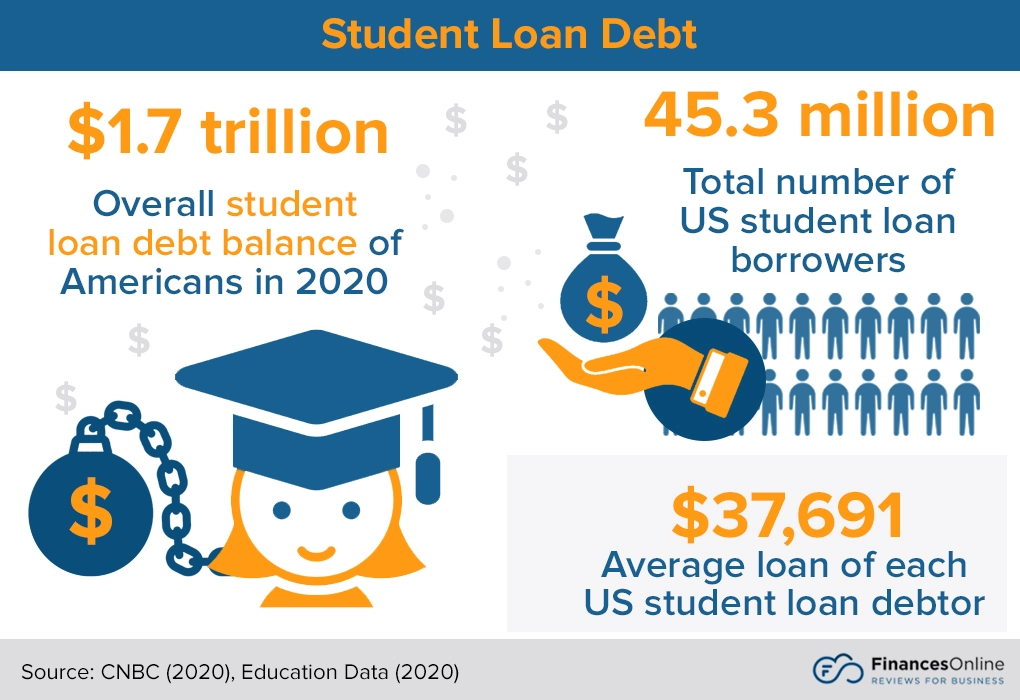 Student Loan Debt
$1.7 trillion
Overall student
loan debt balance of
Americans in 2020
45.3 million
Total number of
US student loan
borrowers
$37,691
Average loan of each
US student loan debtor
Source: CNBC (2020), Education Data (2020)
FinancesOnline
REVIEWS FOR BUSINESS